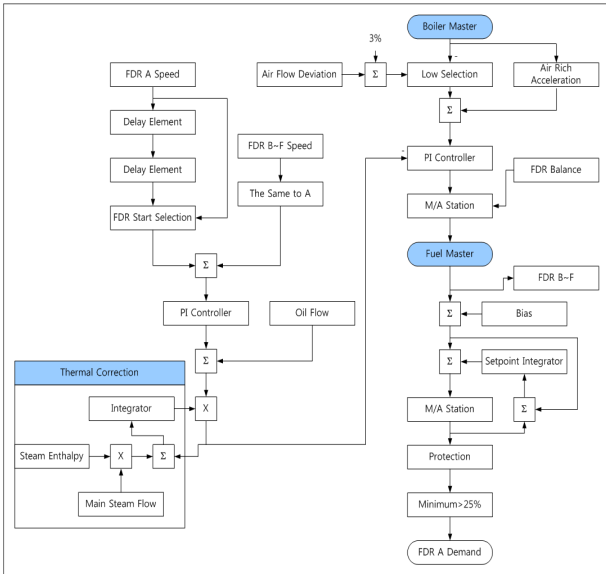 Boiler Master
3%
FDR A Speed
Air Flow Deviation
Σ
Low Selection
-
Air Rich
Acceleration
Delay Element
Σ
FDR B~F Speed
Delay Element
-
PI Controller
FDR Balance
The Same to A
FDR Start Selection
M/A Station
Fuel Master
Σ
FDR B~F
PI Controller
Oil Flow
Σ
Bias
Σ
Σ
Setpoint Integrator
Thermal Correction
Integrator
X
M/A Station
Σ
Steam Enthalpy
X
Σ
Protection
Main Steam Flow
Minimum>25%
FDR A Demand